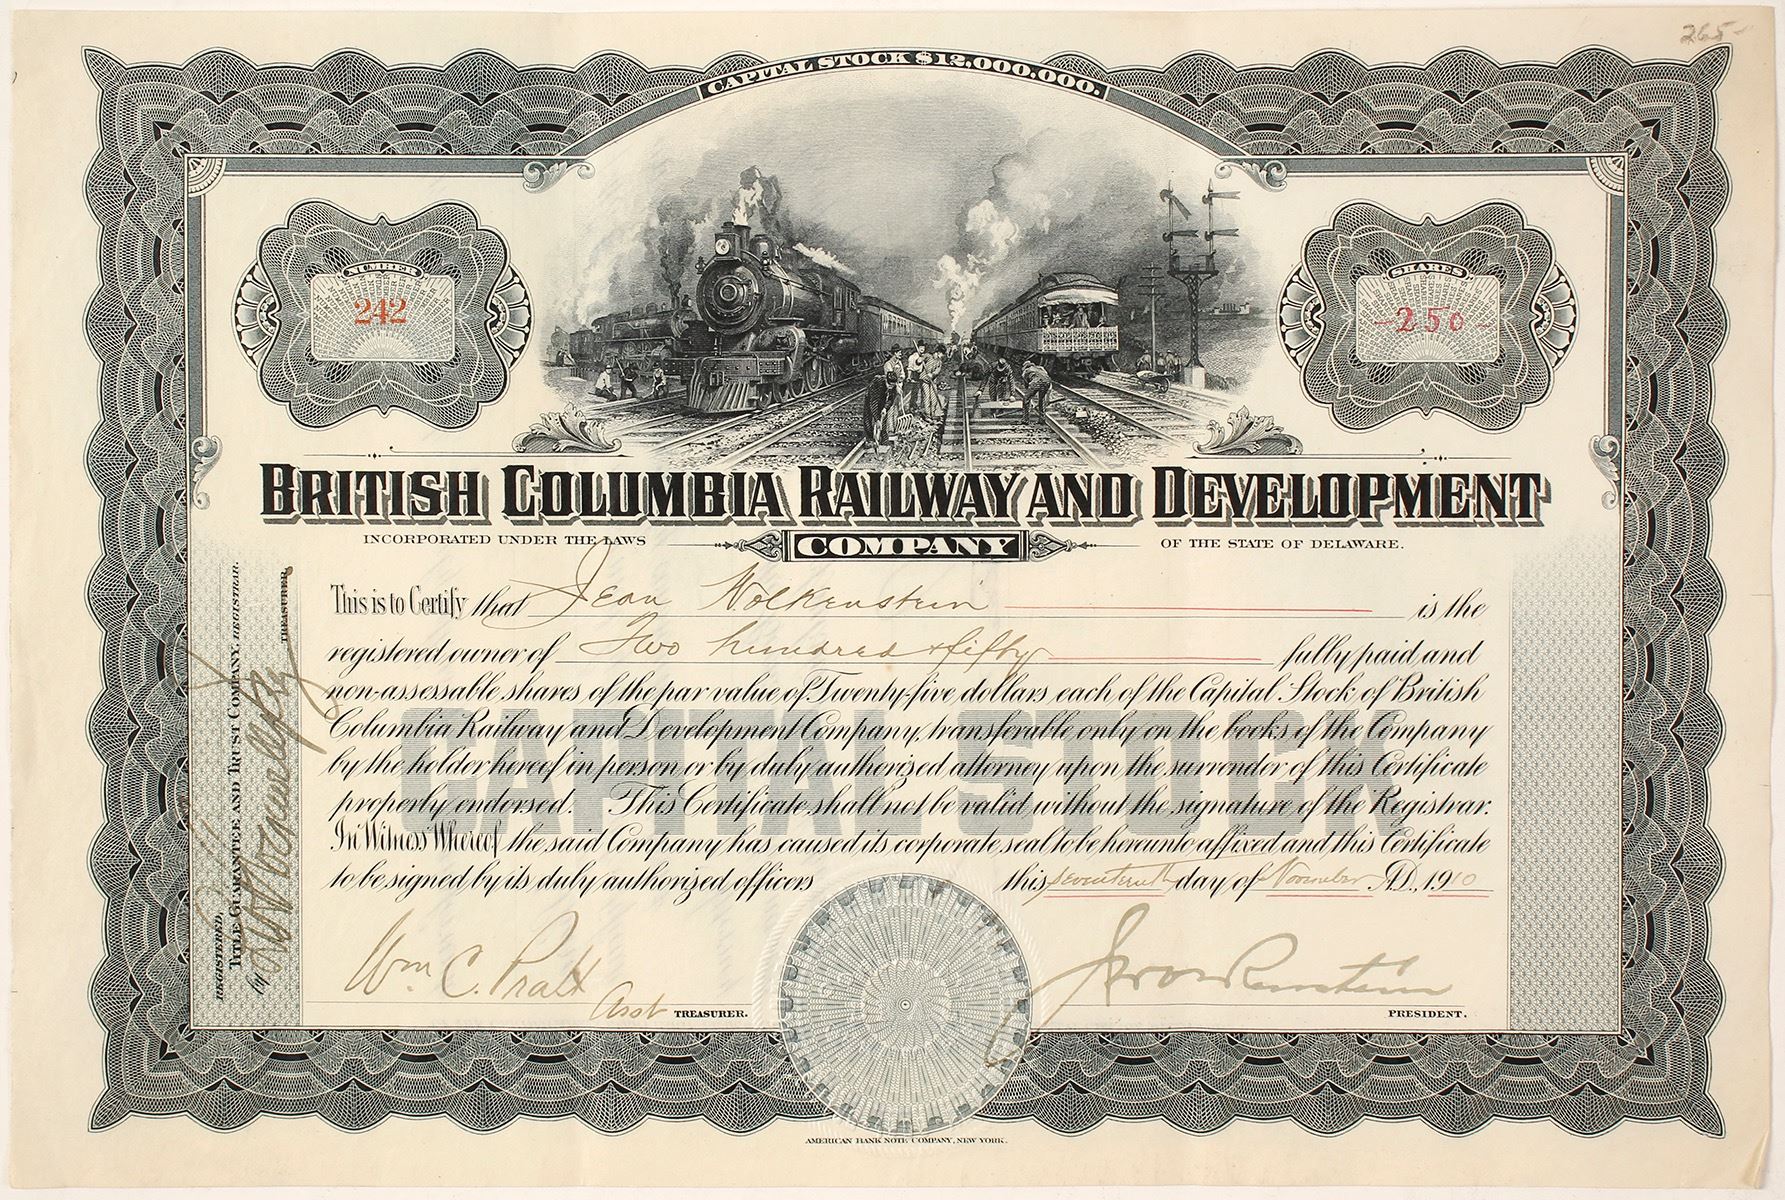 265-
CAPITAL STOCK $12,000,000.
NUMBER
242
SHARES
-250-
BRITISH COLUMBIA RAILWAY AND DEVELOPMENT
INCORPORATED UNDER THE LAWS
COMPANY
OF THE STATE OF DELAWARE.
This is to Certify that Jean Wolkenstein is the
registered owner of Two hundred & fifty fully paid and
non-assessable shares of the par value of Twenty-five dollars each of the Capital Stock of British
Columbia Railway and Development Company, transferable only on the books of the Company
by the holder hereof in person or by duly authorized attorney upon the surrender of this Certificate
properly endorsed. This Certificate shall not be valid without the signature of the Registrar.
In Witness Whereof the said Company has caused its corporate seal to be hereunto affixed and this Certificate
to be signed by its duly authorized officers this seventeenth day of November A.D., 1910
CAPITAL STOCK
Wm. C. Pratt
Asst TREASURER.
PRESIDENT.
REGISTERED,
TITLE GUARANTEE AND TRUST COMPANY, REGISTRAR.
by
TREASURER.
AMERICAN BANK NOTE COMPANY, NEW YORK.